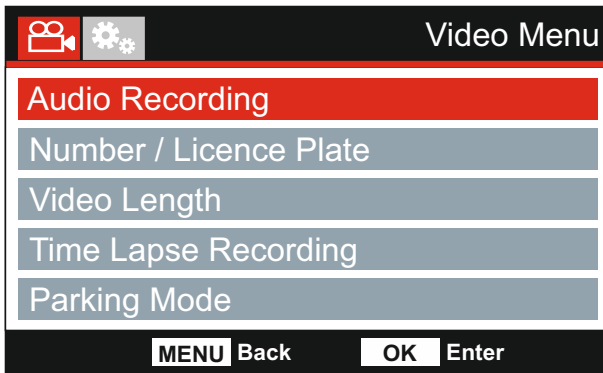 Video Menu
Audio Recording
Number / Licence Plate
Video Length
Time Lapse Recording
Parking Mode
MENU Back OK Enter